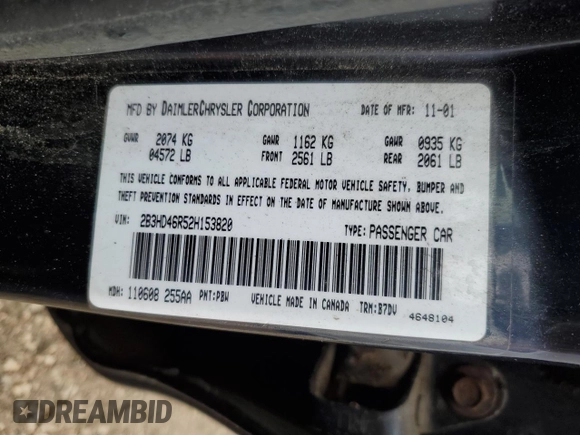 MFD BY DAIMLERCHRYSLER CORPORATION DATE OF MFR: 11-01
GVWR 2074 KG GAWR 1162 KG GAWR 0935 KG
04572 LB FRONT 2561 LB REAR 2061 LB
THIS VEHICLE CONFORMS TO ALL APPLICABLE FEDERAL MOTOR VEHICLE SAFETY, BUMPER AND
THEFT PREVENTION STANDARDS IN EFFECT ON THE DATE OF MANUFACTURE SHOWN ABOVE.
VIN: 2B3HD46R52H153820 TYPE: PASSENGER CAR
MDH: 110608 255AA PNT: PBW VEHICLE MADE IN CANADA TRM: B7DV
4648104
DREAMBID